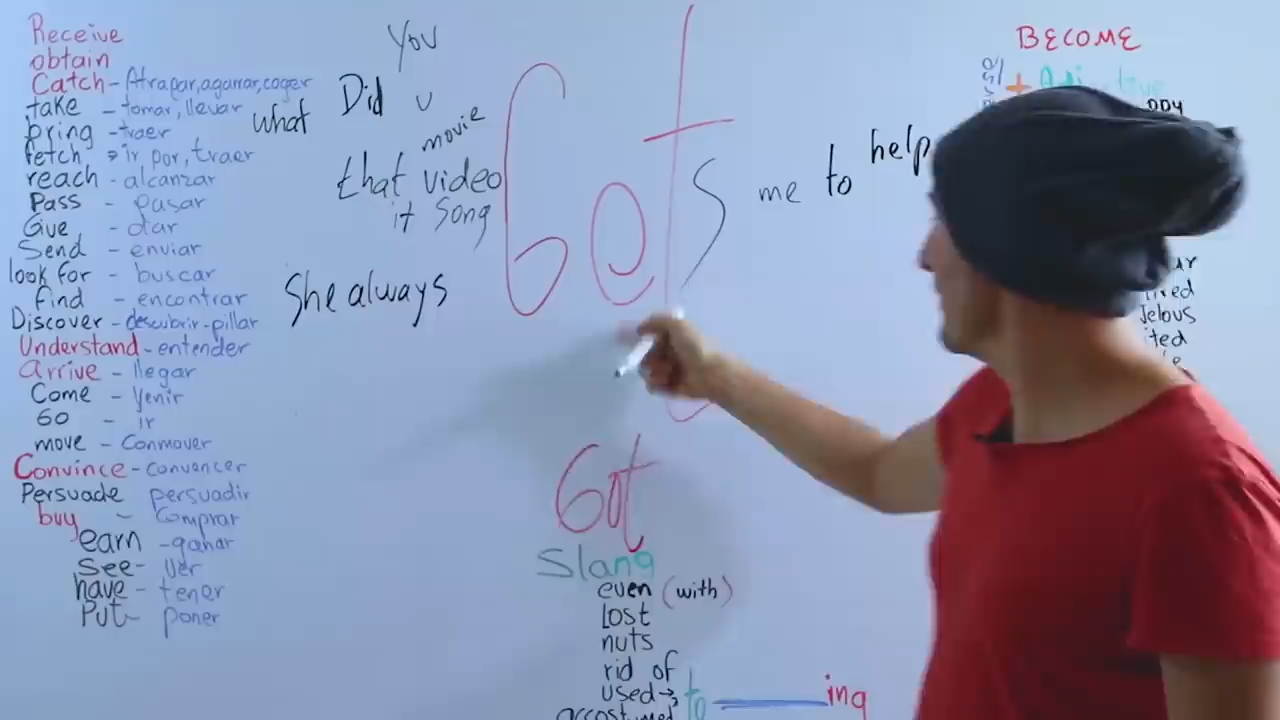 Receive
obtain
Catch - Atrapar, agarrar, coger
take - tomar, llevar
bring - traer
fetch → ir, por, traer
reach - alcanzar
Pass - pasar
Give - dar
Send - enviar
look for - buscar
find - encontrar
Discover - descubrir - pillar
Understand - entender
Arrive - llegar
Come - Venir
GO - ir
move - Conmover
Convince - convencer
Persuade persuadir
buy - Comprar
earn - ganar
See - Ver
have - tener
Put - poner
You
what Did U
movie
that video
it Song
She always
Gets me to help
Got
Slang
even (with)
Lost
nuts
rid of
used → to ing
accostumed
BECOME
+
Jelous